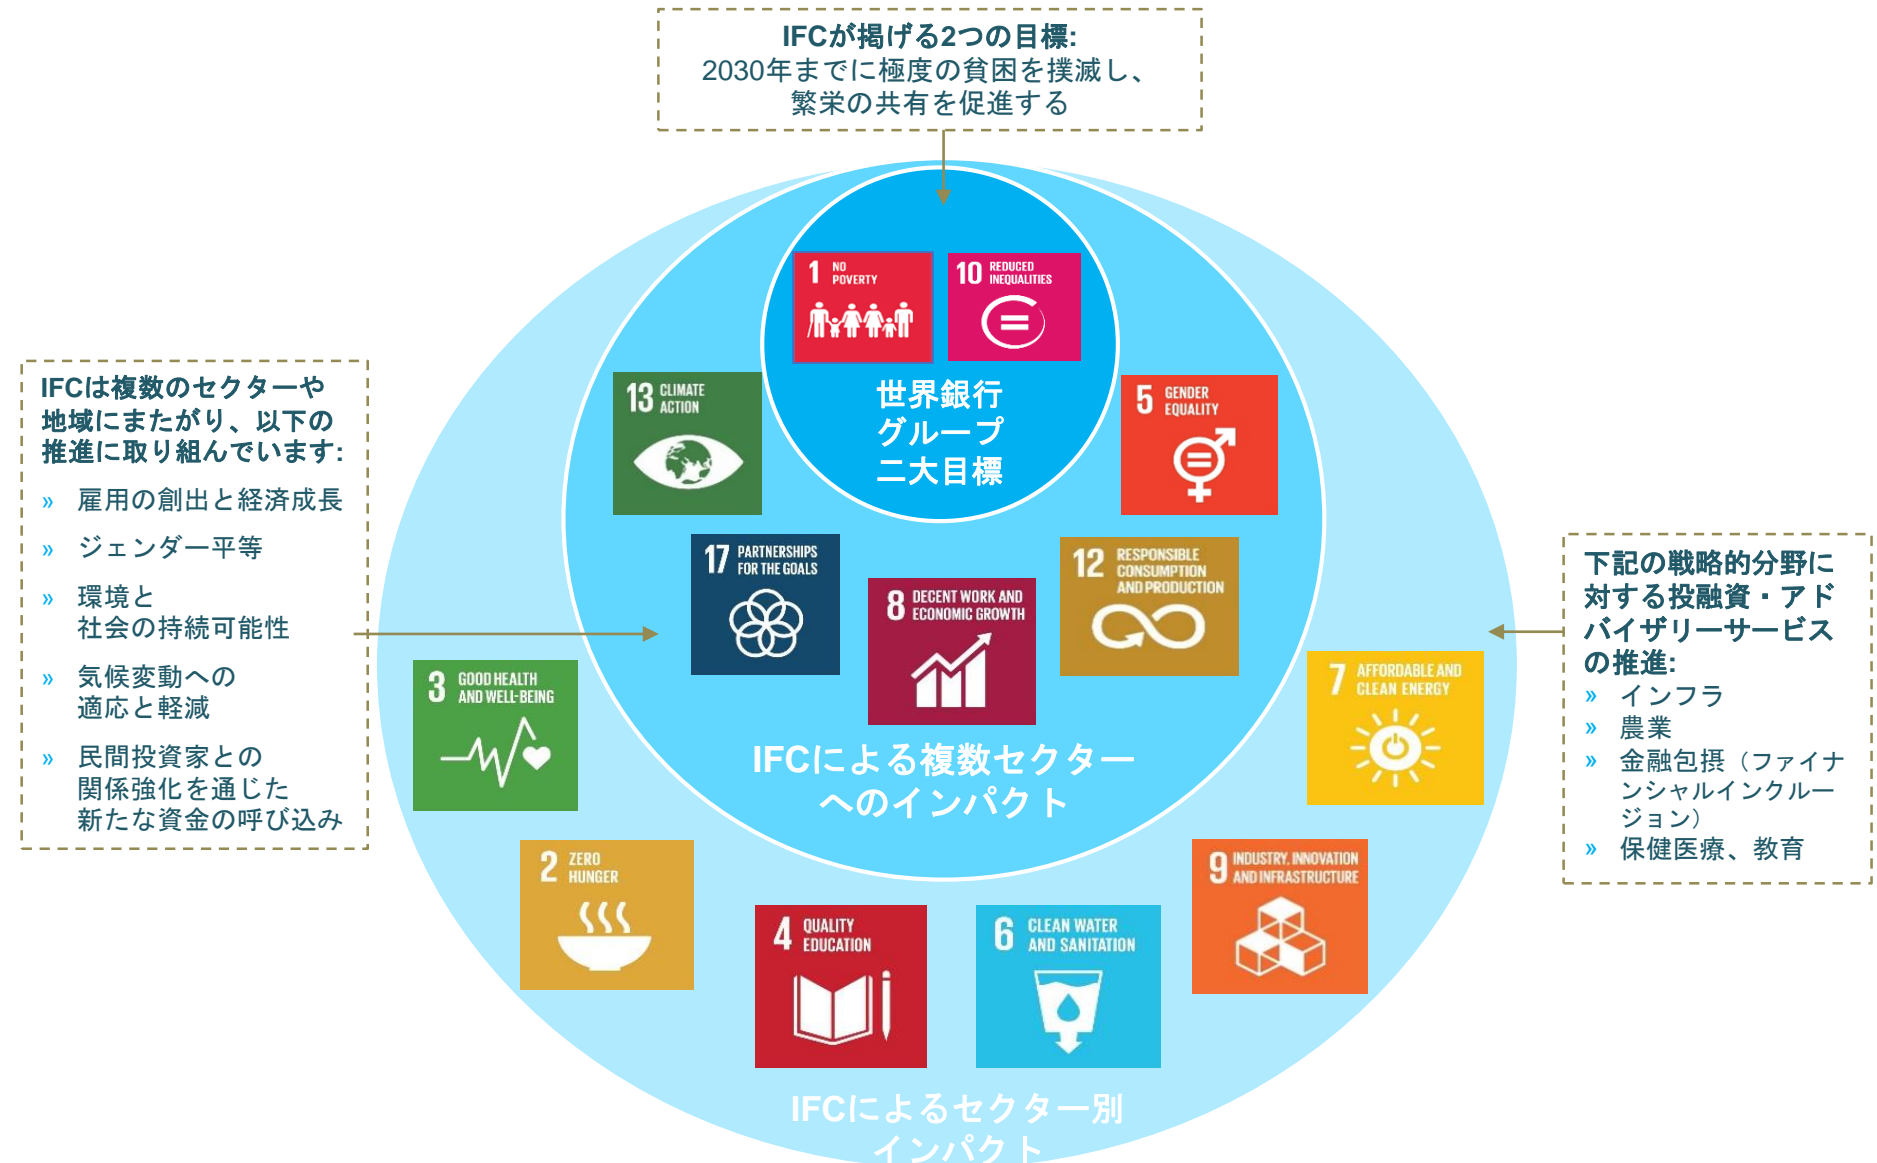 IFCが掲げる2つの目標:
2030年までに極度の貧困を撲滅し、
繁栄の共有を促進する
1 NO
POVERTY
10 REDUCED
INEQUALITIES
世界銀行
グループ
二大目標
13 CLIMATE
ACTION
5 GENDER
EQUALITY
17 PARTNERSHIPS
FOR THE GOALS
8 DECENT WORK AND
ECONOMIC GROWTH
12 RESPONSIBLE
CONSUMPTION
AND PRODUCTION
IFCによる複数セクター
へのインパクト
3 GOOD HEALTH
AND WELL-BEING
7 AFFORDABLE AND
CLEAN ENERGY
2 ZERO
HUNGER
9 INDUSTRY, INNOVATION
AND INFRASTRUCTURE
4 QUALITY
EDUCATION
6 CLEAN WATER
AND SANITATION
IFCによるセクター別
インパクト
IFCは複数のセクターや
地域にまたがり、以下の
推進に取り組んでいます:
» 雇用の創出と経済成長
» ジェンダー平等
» 環境と
社会の持続可能性
» 気候変動への
適応と軽減
» 民間投資家との
関係強化を通じた
新たな資金の呼び込み
下記の戦略的分野に
対する投融資・アド
バイザリーサービス
の推進:
» インフラ
» 農業
» 金融包摂（ファイナ
ンシャルインクルー
ジョン）
» 保健医療、教育